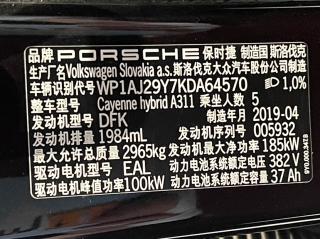 品牌 PORSCHE 保时捷 制造国 斯洛伐克
生产厂名 Volkswagen Slovakia a.s.斯洛伐克大众汽车股份公司
车辆识别代号 WP1AJ29Y7KDA64570 1,0%
整车型号 Cayenne hybrid A311 乘坐人数 5
发动机型号 DFK 制造年月 2019-04
发动机排量 1984mL 序号 005932
最大允许总质量 2965kg 发动机最大净功率 185kW
驱动电机型号 EAL 动力电池系统额定电压 382 V
驱动电机峰值功率 100kW 动力电池系统额定容量 37 Ah